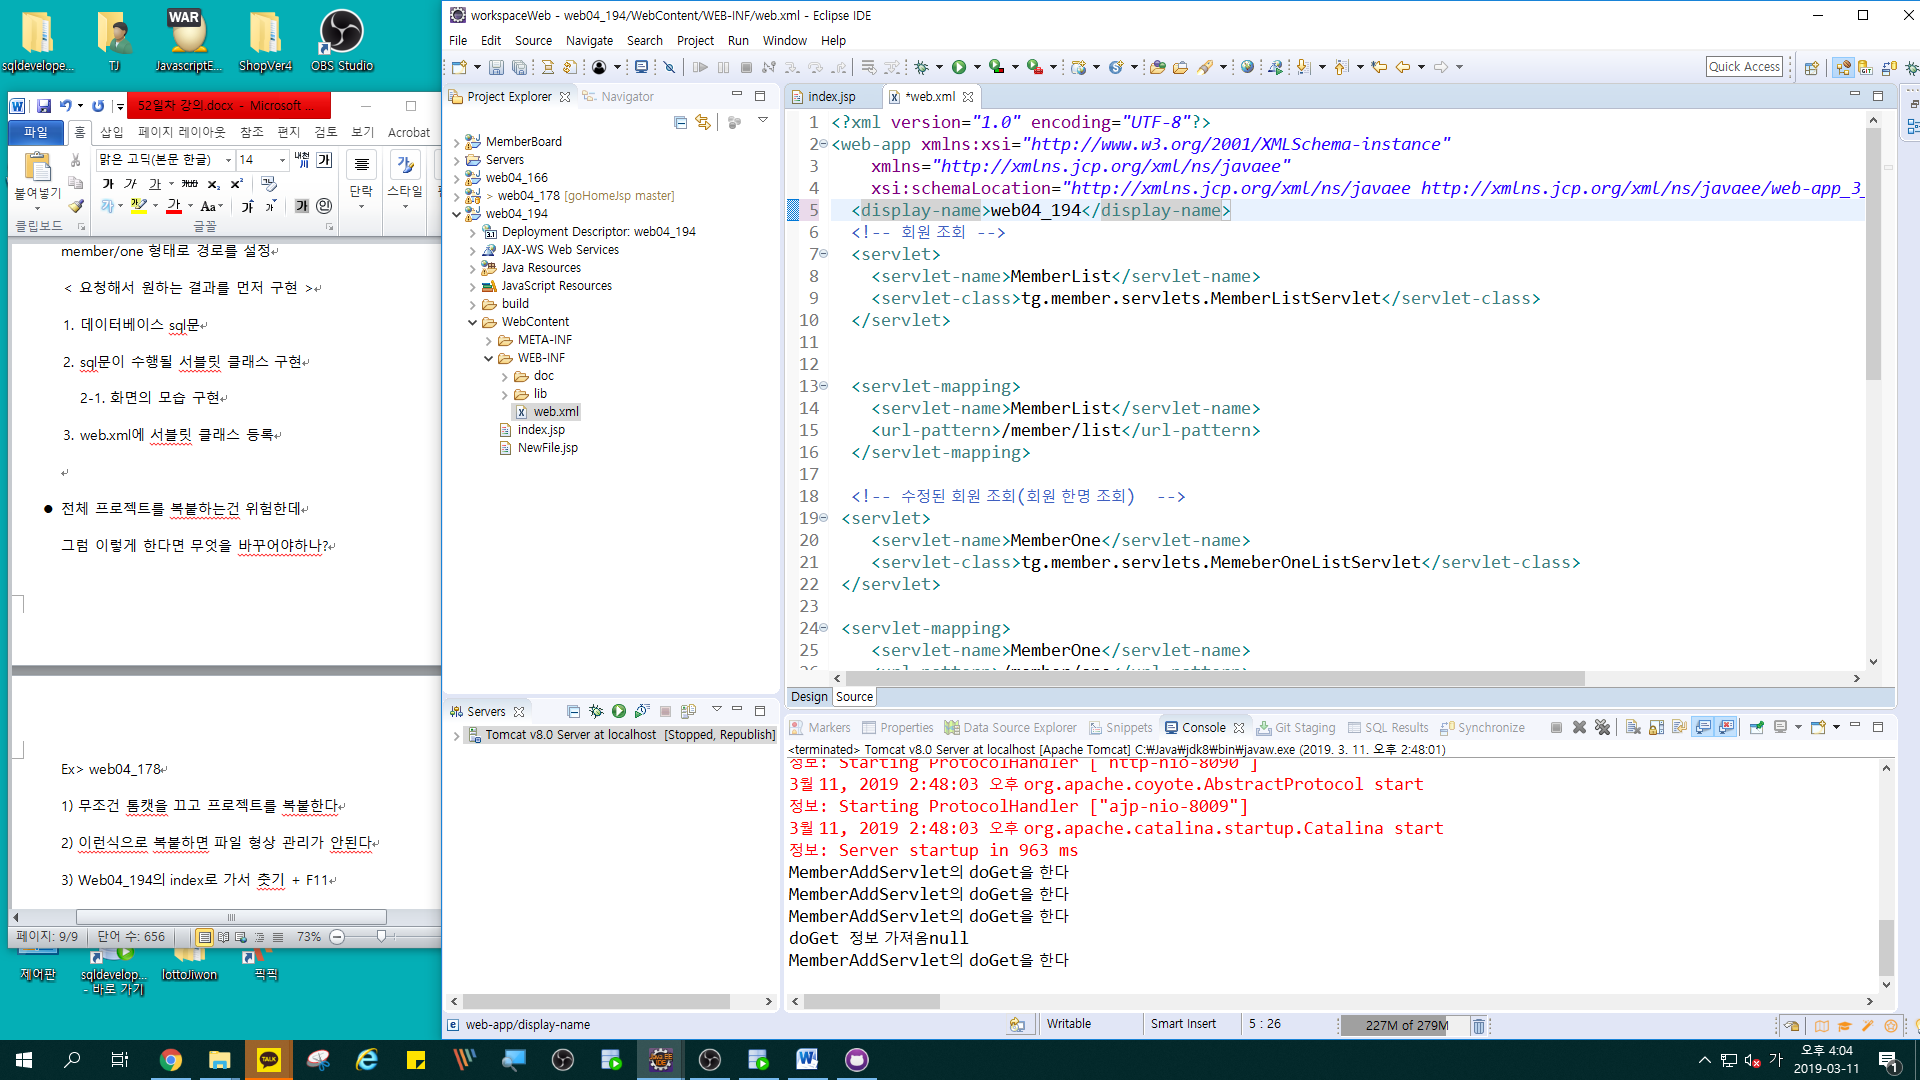 sqldevelope...
TJ
JavascriptE...
ShopVer4
OBS Studio
WAR
52일차 강의.docx - Microsoft ...
파일
홈
삽입
페이지 레이아웃
참조
편지
검토
보기
Acrobat
맑은 고딕(본문 한글)
14
붙여넣기
단락
스타일
클립보드
글꼴
member/one 형태로 경로를 설정
< 요청해서 원하는 결과를 먼저 구현 >
1. 데이터베이스 sql문
2. sql문이 수행될 서블릿 클래스 구현
2-1. 화면의 모습 구현
3. web.xml에 서블릿 클래스 등록
● 전체 프로젝트를 복붙하는건 위험한데
그럼 이렇게 한다면 무엇을 바꾸어야하나?
Ex> web04_178
1) 무조건 톰캣을 끄고 프로젝트를 복붙한다
2) 이런식으로 복붙하면 파일 형상 관리가 안된다
3) Web04_194의 index로 가서 춧기 + F11
페이지: 9/9
단어 수: 656
73%
제어판
sqldevelop... - 바로 가기
lottoJiwon
픽픽
workspaceWeb - web04_194/WebContent/WEB-INF/web.xml - Eclipse IDE
File Edit Source Navigate Search Project Run Window Help
Quick Access
Project Explorer
Navigator
MemberBoard
Servers
web04_166
> web04_178 [goHomeJsp master]
web04_194
Deployment Descriptor: web04_194
JAX-WS Web Services
Java Resources
JavaScript Resources
build
WebContent
META-INF
WEB-INF
doc
lib
web.xml
index.jsp
NewFile.jsp
index.jsp
*web.xml
1 <?xml version="1.0" encoding="UTF-8"?>
2 <web-app xmlns:xsi="http://www.w3.org/2001/XMLSchema-instance"
3 xmlns="http://xmlns.jcp.org/xml/ns/javaee"
4 xsi:schemaLocation="http://xmlns.jcp.org/xml/ns/javaee http://xmlns.jcp.org/xml/ns/javaee/web-app_3_
5 <display-name>web04_194</display-name>
6 <!-- 회원 조회 -->
7 <servlet>
8 <servlet-name>MemberList</servlet-name>
9 <servlet-class>tg.member.servlets.MemberListServlet</servlet-class>
10 </servlet>
11
12
13 <servlet-mapping>
14 <servlet-name>MemberList</servlet-name>
15 <url-pattern>/member/list</url-pattern>
16 </servlet-mapping>
17
18 <!-- 수정된 회원 조회(회원 한명 조회) -->
19 <servlet>
20 <servlet-name>MemberOne</servlet-name>
21 <servlet-class>tg.member.servlets.MemeberOneListServlet</servlet-class>
22 </servlet>
23
24 <servlet-mapping>
25 <servlet-name>MemberOne</servlet-name>
Design
Source
Servers
Tomcat v8.0 Server at localhost [Stopped, Republish]
Markers
Properties
Data Source Explorer
Snippets
Console
Git Staging
SQL Results
Synchronize
<terminated> Tomcat v8.0 Server at localhost [Apache Tomcat] C:₩Java₩jdk8₩bin₩javaw.exe (2019. 3. 11. 오후 2:48:01)
정보: Starting ProtocolHandler ["http-nio-8090"]
3월 11, 2019 2:48:03 오후 org.apache.coyote.AbstractProtocol start
정보: Starting ProtocolHandler ["ajp-nio-8009"]
3월 11, 2019 2:48:03 오후 org.apache.catalina.startup.Catalina start
정보: Server startup in 963 ms
MemberAddServlet의 doGet을 한다
MemberAddServlet의 doGet을 한다
MemberAddServlet의 doGet을 한다
doGet 정보 가져옴null
MemberAddServlet의 doGet을 한다
web-app/display-name
Writable
Smart Insert
5 : 26
227M of 279M
TALK
가
오후 4:04
2019-03-11
1